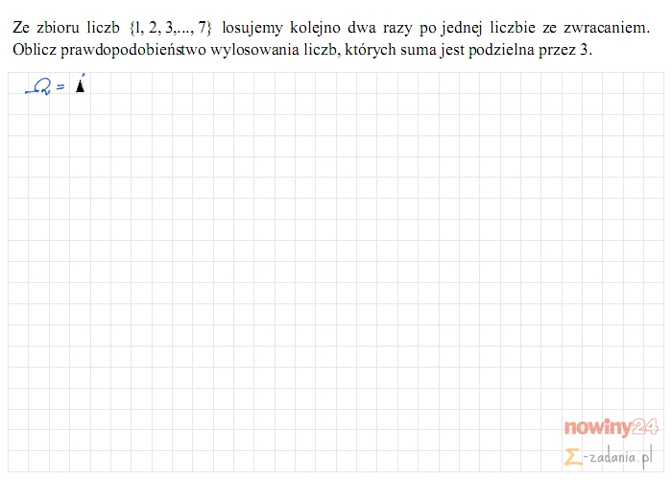 Ze zbioru liczb {1, 2, 3,..., 7} losujemy kolejno dwa razy po jednej liczbie ze zwracaniem.
Oblicz prawdopodobieństwo wylosowania liczb, których suma jest podzielna przez 3.
Ω =
nowiny24
Σ-zadania.pl